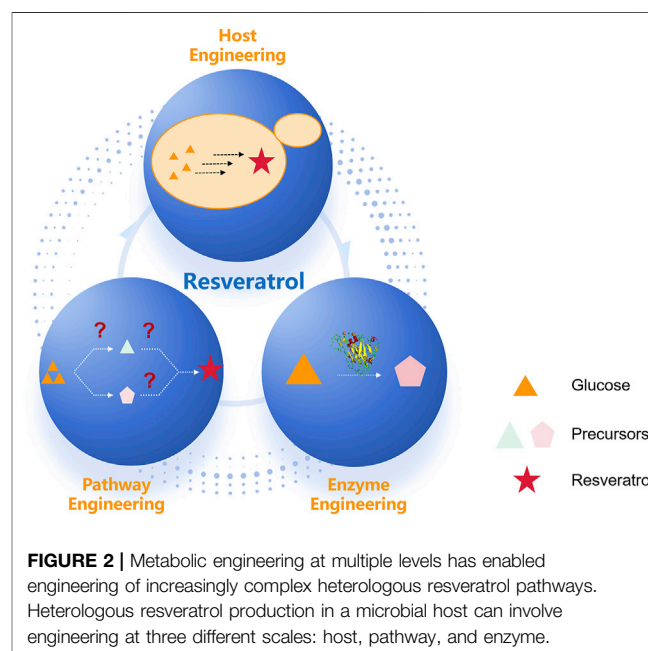 Host
Engineering
Resveratrol
? ?
?
Pathway
Engineering
Enzyme
Engineering
Glucose
Precursors
Resveratrol
FIGURE 2 | Metabolic engineering at multiple levels has enabled
engineering of increasingly complex heterologous resveratrol pathways.
Heterologous resveratrol production in a microbial host can involve
engineering at three different scales: host, pathway, and enzyme.